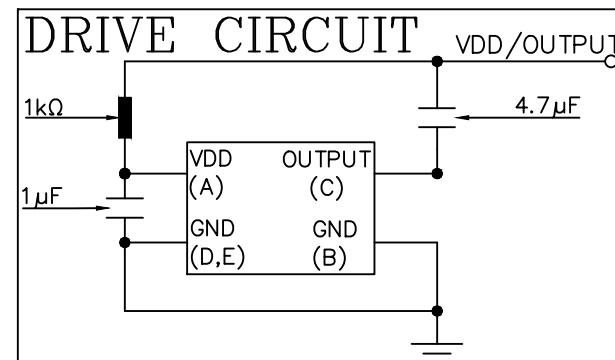 DRIVE CIRCUIT
VDD/OUTPUT
1kΩ
4.7µF
VDD
(A)
OUTPUT
(C)
1µF
GND
(D,E)
GND
(B)